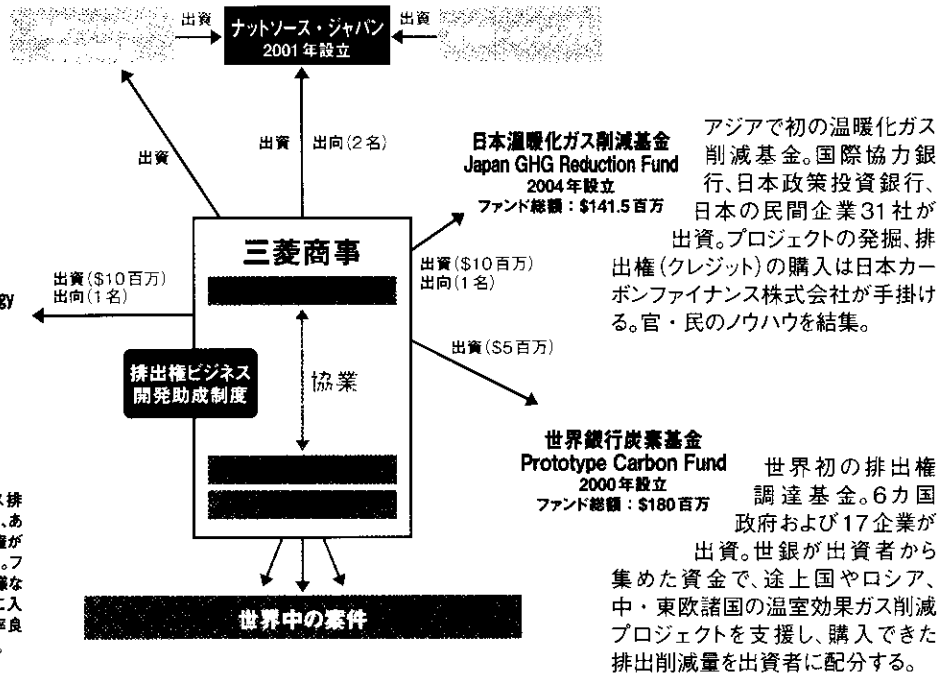 出資
ナットソース・ジャパン
2001年設立
出資
出資
出資 出向(2名)
日本温暖化ガス削減基金
Japan GHG Reduction Fund
2004年設立
ファンド総額：$141.5百万
アジアで初の温暖化ガス
削減基金。国際協力銀
行、日本政策投資銀行、
日本の民間企業31社が
出資。プロジェクトの発掘、排
出権(クレジット)の購入は日本カー
ボンファイナンス株式会社が手掛け
る。官・民のノウハウを結集。
三菱商事
出資($10百万)
出向(1名)
出資($10百万)
出向(1名)
gy
出資($5百万)
排出権ビジネス
開発助成制度
協業
世界銀行炭素基金
Prototype Carbon Fund
2000年設立
ファンド総額：$180百万
世界初の排出権
調達基金。6カ国
政府および17企業が
出資。世銀が出資者から
集めた資金で、途上国やロシア、
中・東欧諸国の温室効果ガス削減
プロジェクトを支援し、購入できた
排出削減量を出資者に配分する。
ス排
、あ
が
。フ
様な
に入
率良
。
世界中の案件